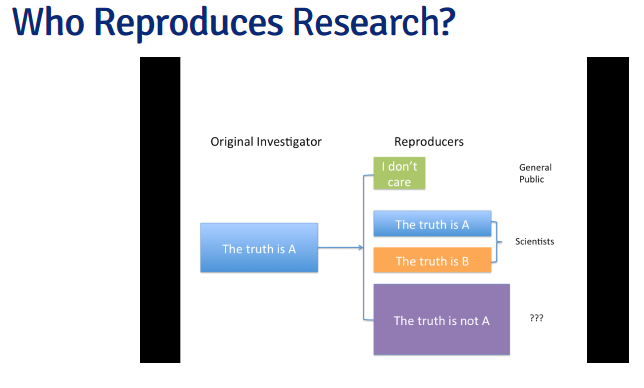 Who Reproduces Research?
Original Investigator
Reproducers
I don't
care
General
Public
The truth is A
The truth is A
The truth is B
Scientists
The truth is not A
???